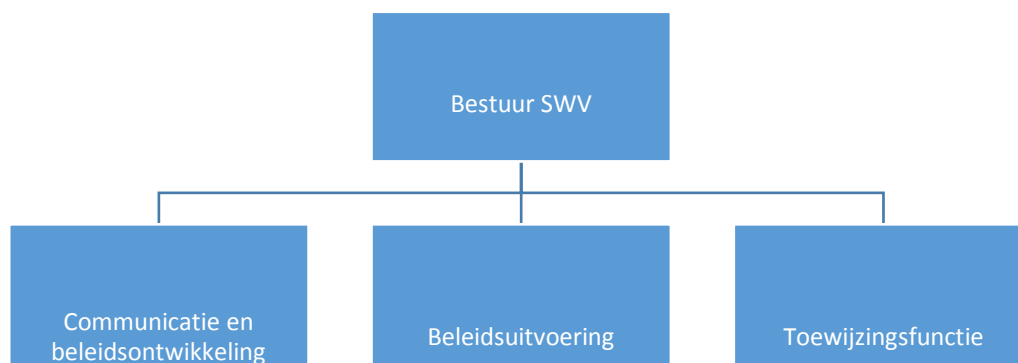 Bestuur SWV
Communicatie en
beleidsontwikkeling
Beleidsuitvoering
Toewijzingsfunctie